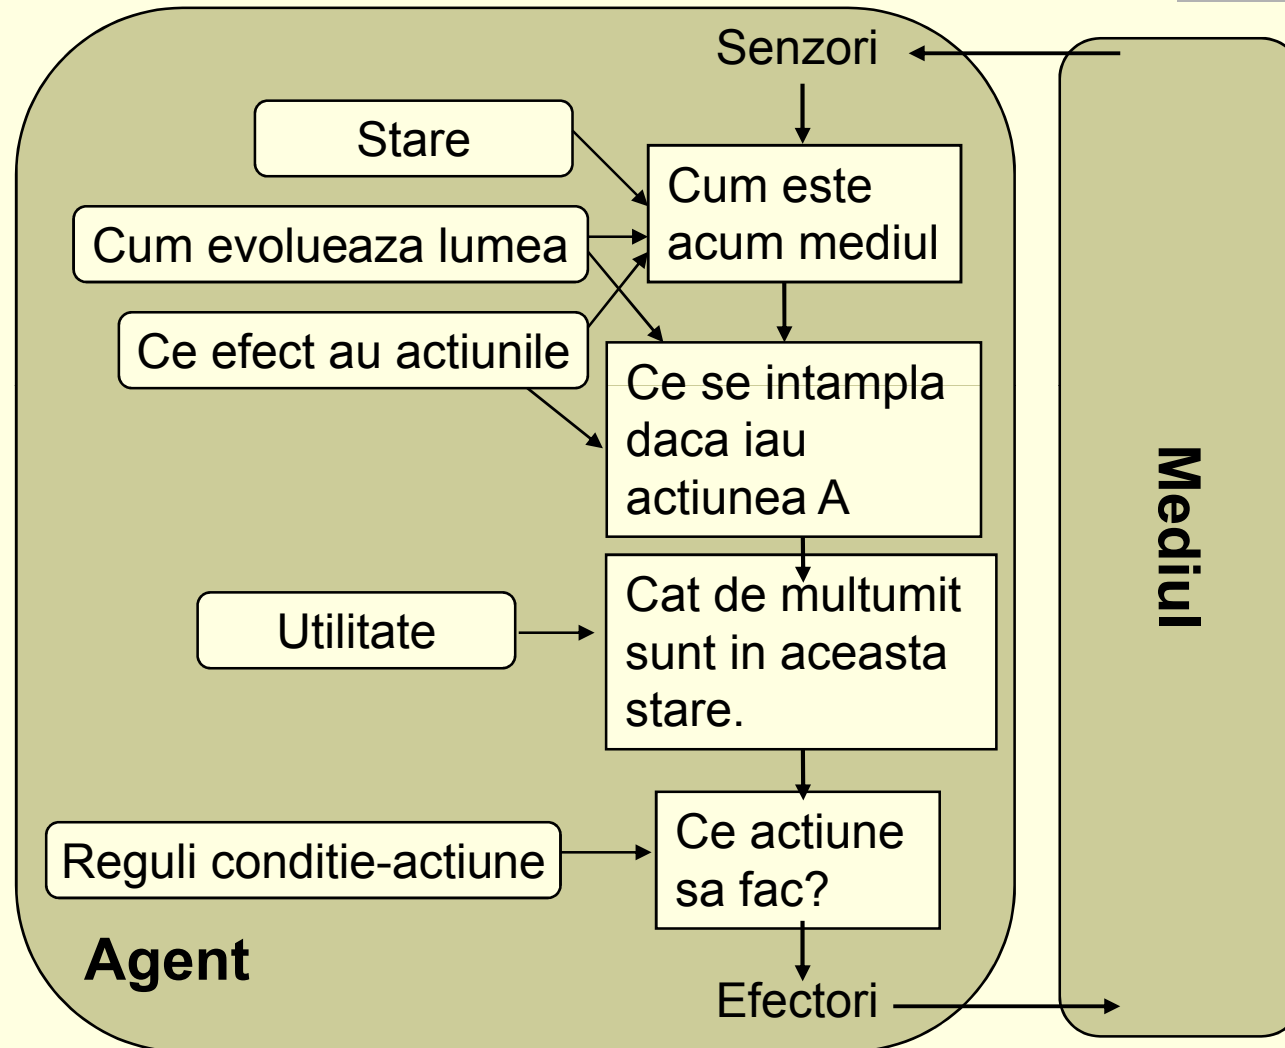 Senzori
Stare
Cum este
acum mediul
Cum evolueaza lumea
Ce efect au actiunile
Ce se intampla
daca iau
actiunea A
Cat de multumit
sunt in aceasta
stare.
Utilitate
Ce actiune
sa fac?
Reguli conditie-actiune
Agent
Efectori
Mediul